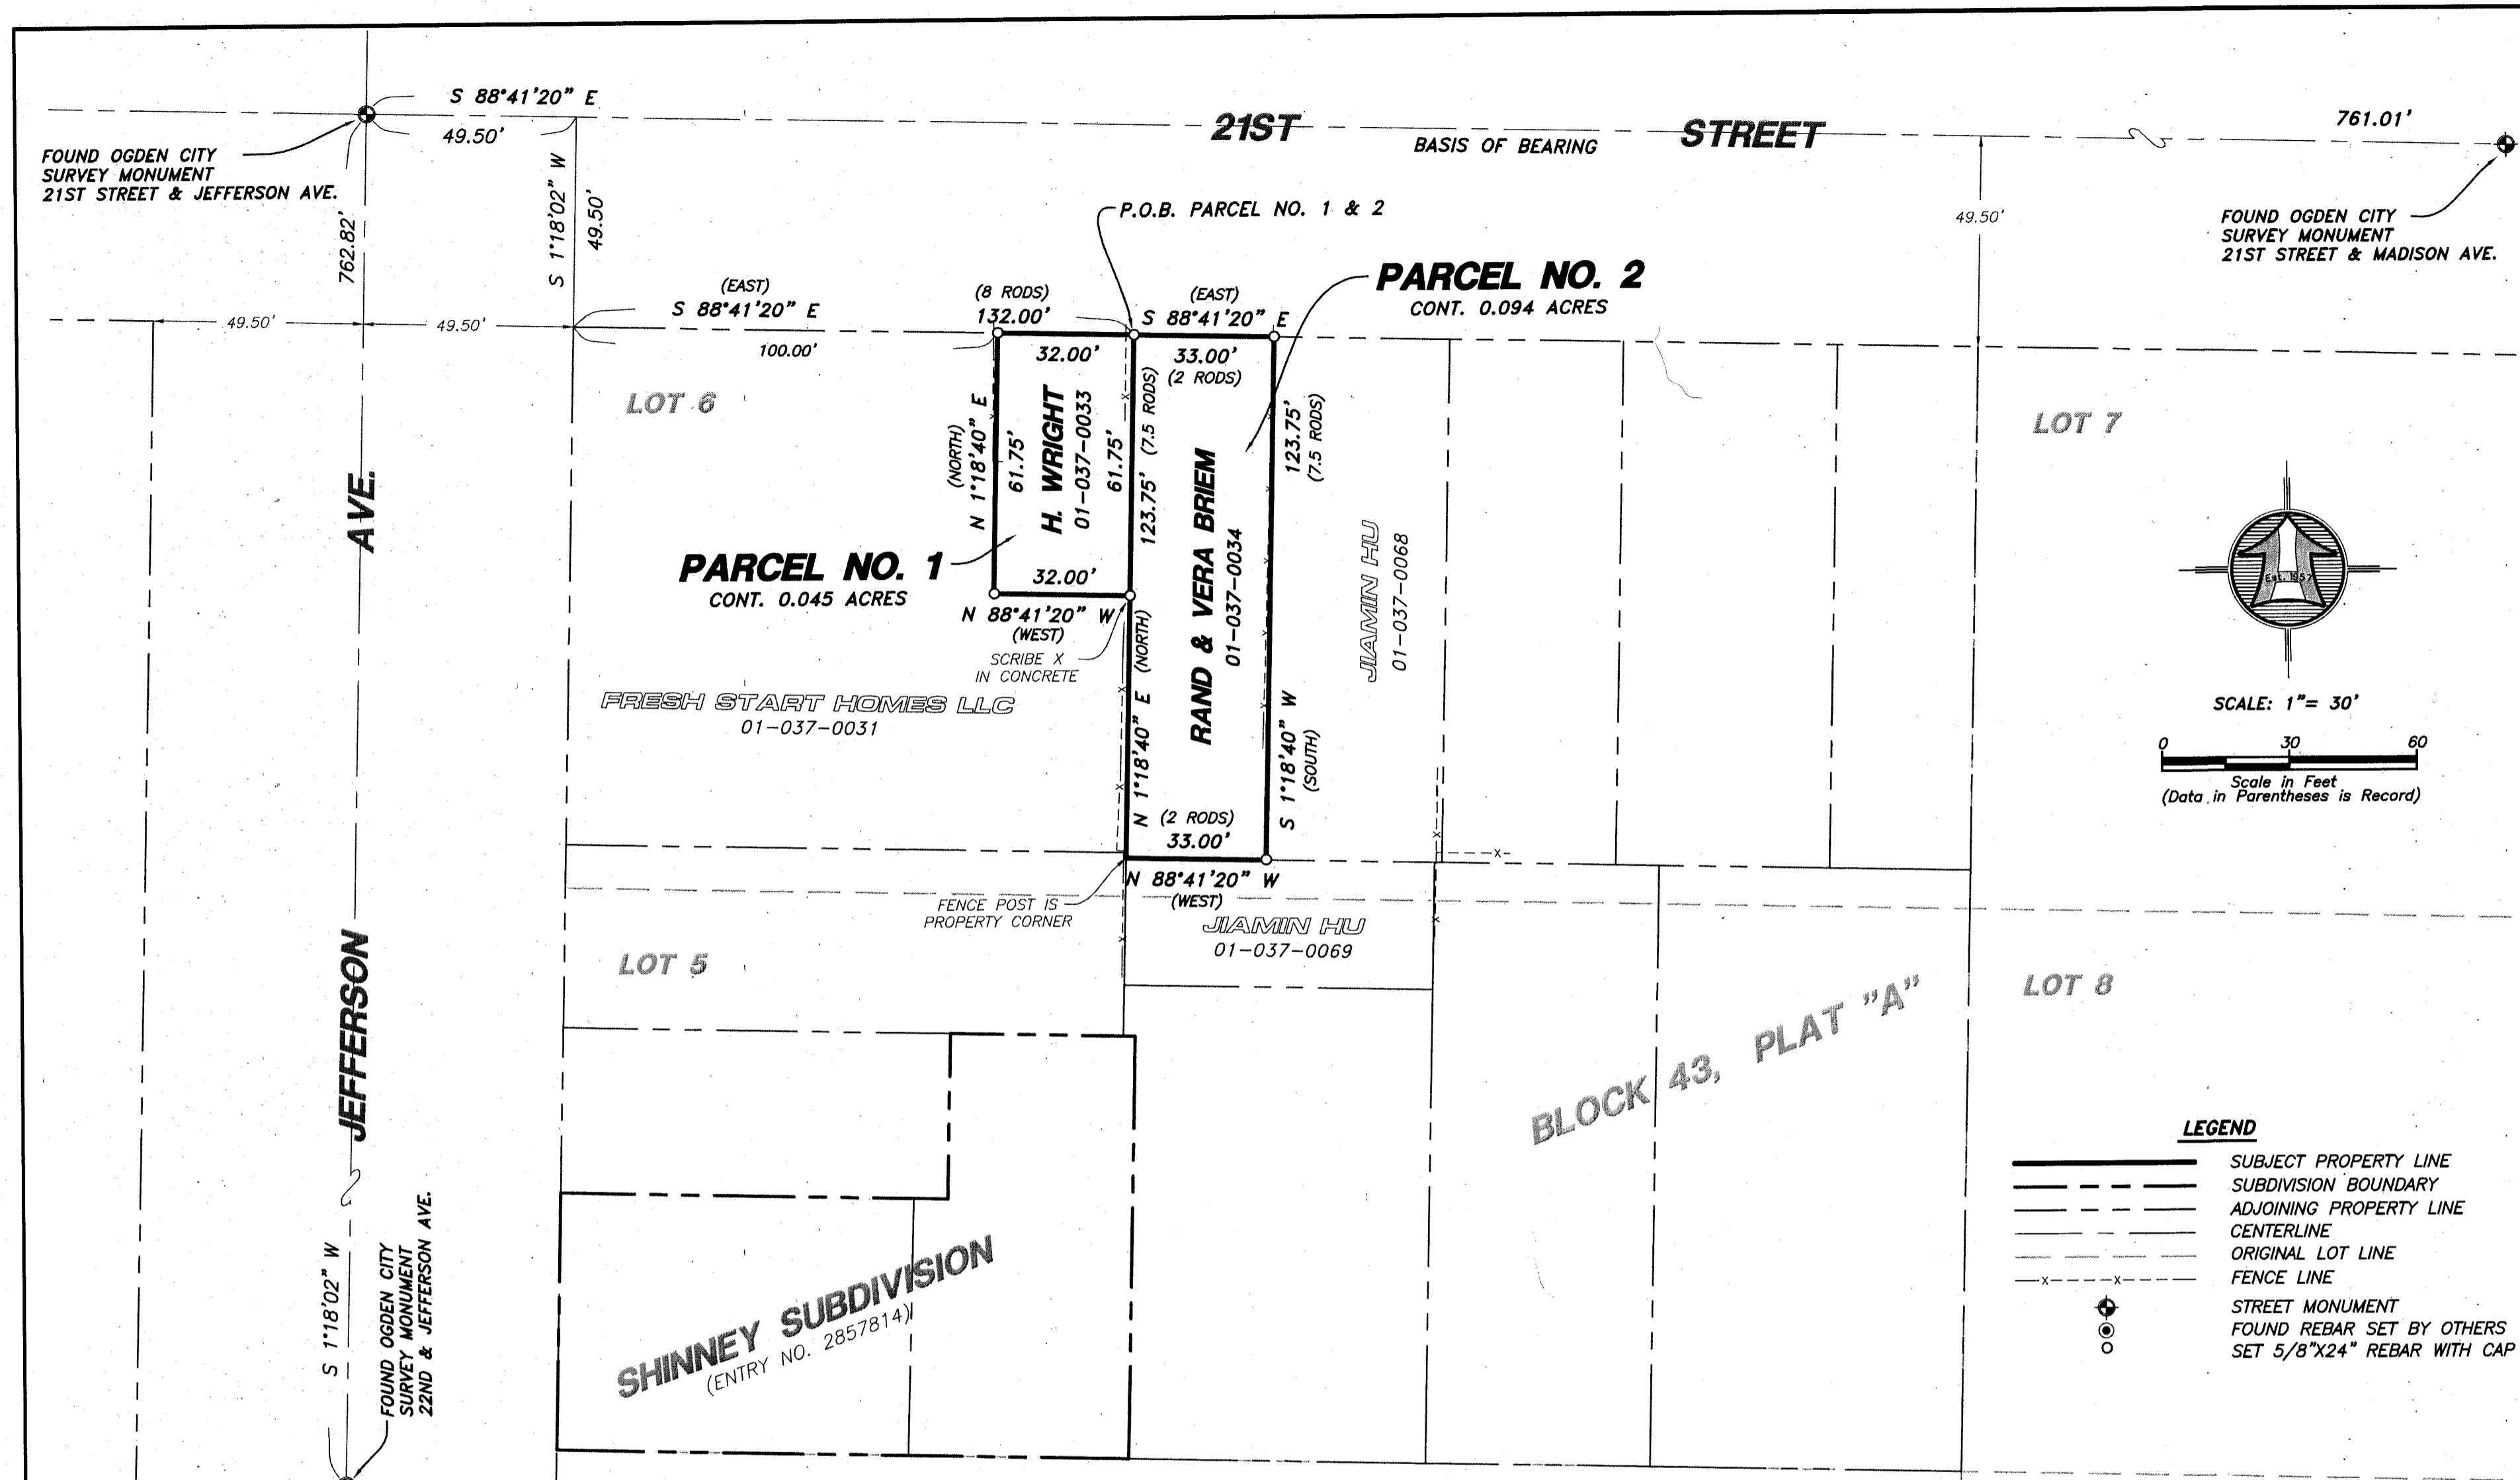 S 88°41'20" E
49.50'
21ST STREET
BASIS OF BEARING
761.01'
FOUND OGDEN CITY
SURVEY MONUMENT
21ST STREET & JEFFERSON AVE.
762.82'
S 1°18'02" W
49.50'
P.O.B. PARCEL NO. 1 & 2
49.50'
FOUND OGDEN CITY
SURVEY MONUMENT
21ST STREET & MADISON AVE.
PARCEL NO. 2
CONT. 0.094 ACRES
49.50'
49.50'
(EAST)
S 88°41'20" E
100.00'
(8 RODS)
132.00'
(EAST)
S 88°41'20" E
32.00'
33.00'
(2 RODS)
LOT 6
(NORTH)
N 1°18'40" E
61.75'
H. WRIGHT
01-037-0033
61.75'
123.75' (7.5 RODS)
RAND & VERA BRIEM
01-037-0034
123.75'
(7.5 RODS)
LOT 7
PARCEL NO. 1
CONT. 0.045 ACRES
32.00'
N 88°41'20" W
(WEST)
SCRIBE X
IN CONCRETE
N 1°18'40" E (NORTH)
S 1°18'40" W
(SOUTH)
JIAMIN HU
01-037-0068
Est. 1957
SCALE: 1"= 30'
0 30 60
Scale in Feet
(Data in Parentheses is Record)
FRESH START HOMES LLC
01-037-0031
(2 RODS)
33.00'
N 88°41'20" W
(WEST)
FENCE POST IS
PROPERTY CORNER
JIAMIN HU
01-037-0069
LOT 5
LOT 8
BLOCK 43, PLAT "A"
JEFFERSON AVE.
S 1°18'02" W
FOUND OGDEN CITY
SURVEY MONUMENT
22ND & JEFFERSON AVE.
SHINNEY SUBDIVISION
(ENTRY NO. 2857814)
LEGEND
SUBJECT PROPERTY LINE
SUBDIVISION BOUNDARY
ADJOINING PROPERTY LINE
CENTERLINE
ORIGINAL LOT LINE
FENCE LINE
STREET MONUMENT
FOUND REBAR SET BY OTHERS
SET 5/8"X24" REBAR WITH CAP